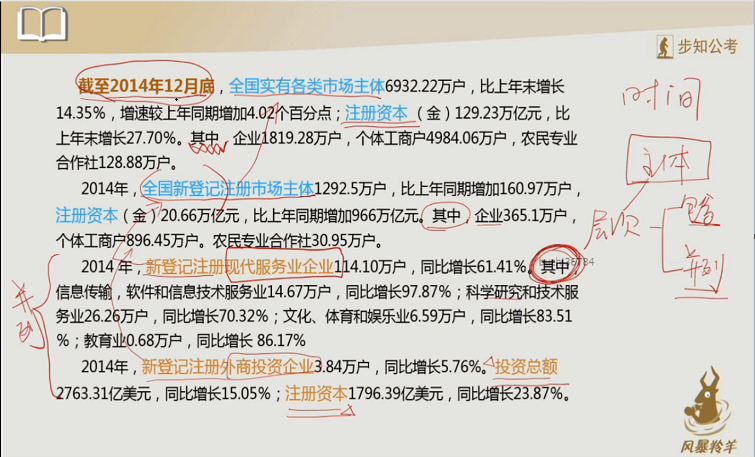 步知公考
截至2014年12月底，全国实有各类市场主体6932.22万户，比上年末增长
14.35%，增速较上年同期增加4.02个百分点；注册资本（金）129.23万亿元，比
上年末增长27.70%。其中，企业1819.28万户，个体工商户4984.06万户，农民专业
合作社128.88万户。
2014年，全国新登记注册市场主体1292.5万户，比上年同期增加160.97万户，
注册资本（金）20.66万亿元，比上年同期增加966万亿元。其中，企业365.1万户，
个体工商户896.45万户。农民专业合作社30.95万户。
2014 年，新登记注册现代服务业企业114.10万户，同比增长61.41%。其中，
信息传输，软件和信息技术服务业14.67万户，同比增长97.87%；科学研究和技术服
务业26.26万户，同比增长70.32%；文化、体育和娱乐业6.59万户，同比增长83.51
%；教育业0.68万户，同比增长 86.17%
2014年，新登记注册外商投资企业3.84万户，同比增长5.76%。投资总额
2763.31亿美元，同比增长15.05%；注册资本1796.39亿美元，同比增长23.87%。
时间
主体
层次
包含
并列
并列
风暴羚羊